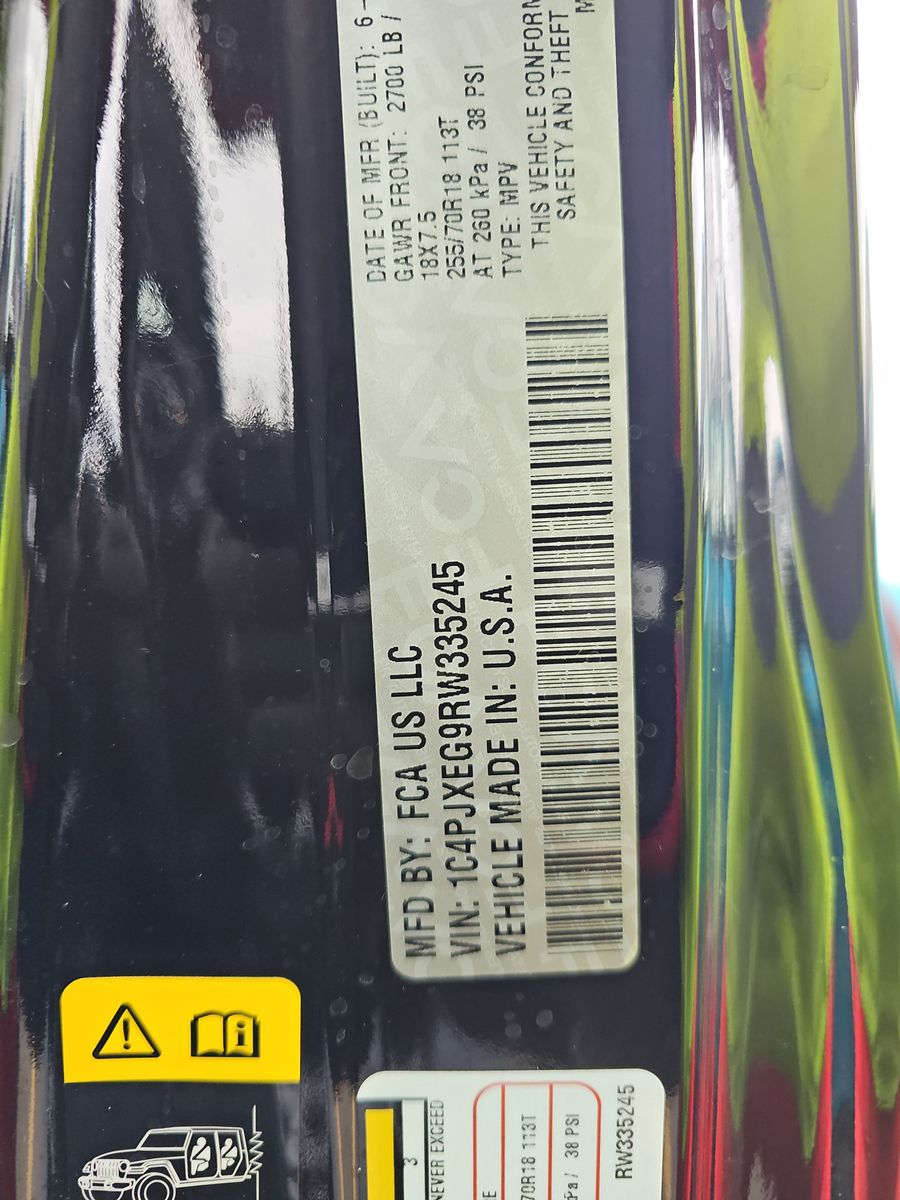 MFD BY: FCA US LLC
VIN: 1C4PJXEG9RW335245
VEHICLE MADE IN: U.S.A.
DATE OF MFR (BUILT): 6-
GAWR FRONT: 2700 LB /
18X7.5
255/70R18 113T
AT 260 kPa / 38 PSI
TYPE: MPV
THIS VEHICLE CONFORM
SAFETY AND THEFT
M
3
NEVER EXCEED
E
70R18 113T
kPa / 38 PSI
RW335245